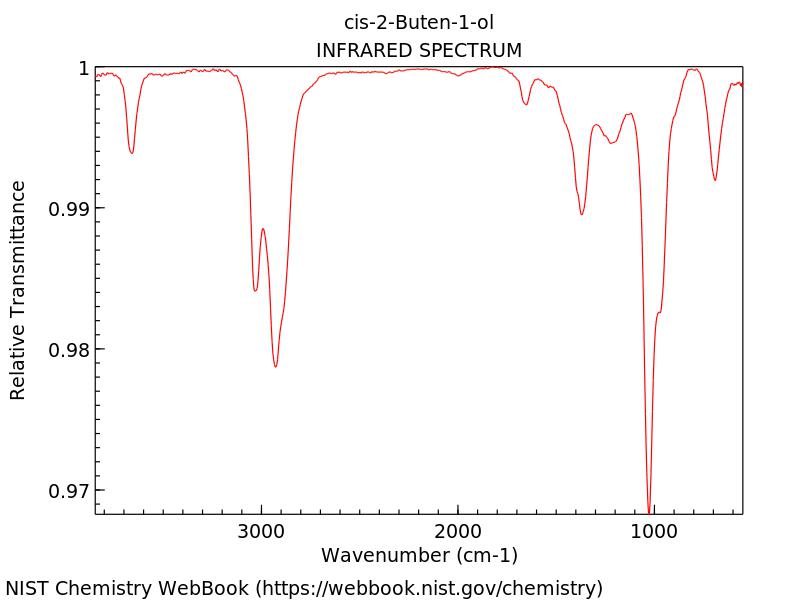 cis-2-Buten-1-ol
INFRARED SPECTRUM
1
0.99
0.98
0.97
Relative Transmittance
3000 2000 1000
Wavenumber (cm-1)
NIST Chemistry WebBook (https://webbook.nist.gov/chemistry)